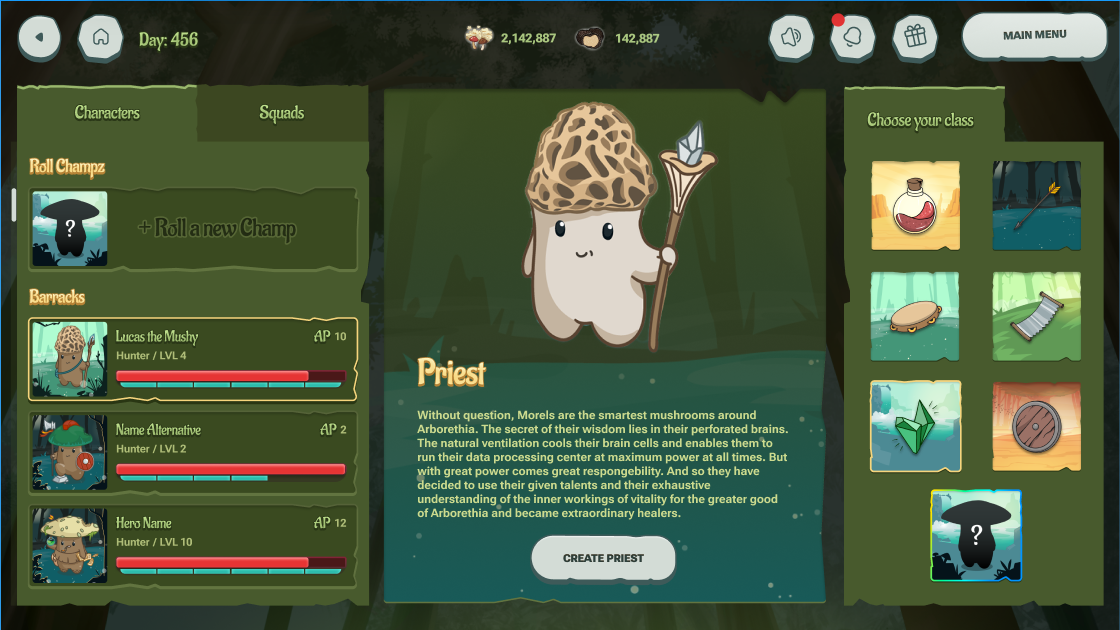 Day: 456
2,142,887
142,887
MAIN MENU
Characters
Squads
Roll Champz
?
+ Roll a new Champ
Barracks
Lucas the Mushy
AP 10
Hunter / LVL 4
Name Alternative
AP 2
Hunter / LVL 2
Hero Name
AP 12
Hunter / LVL 10
Priest
Without question, Morels are the smartest mushrooms around
Arborethia. The secret of their wisdom lies in their perforated brains.
The natural ventilation cools their brain cells and enables them to
run their data processing center at maximum power at all times. But
with great power comes great respongebility. And so they have
decided to use their given talents and their exhaustive
understanding of the inner workings of vitality for the greater good
of Arborethia and became extraordinary healers.
CREATE PRIEST
Choose your class
?